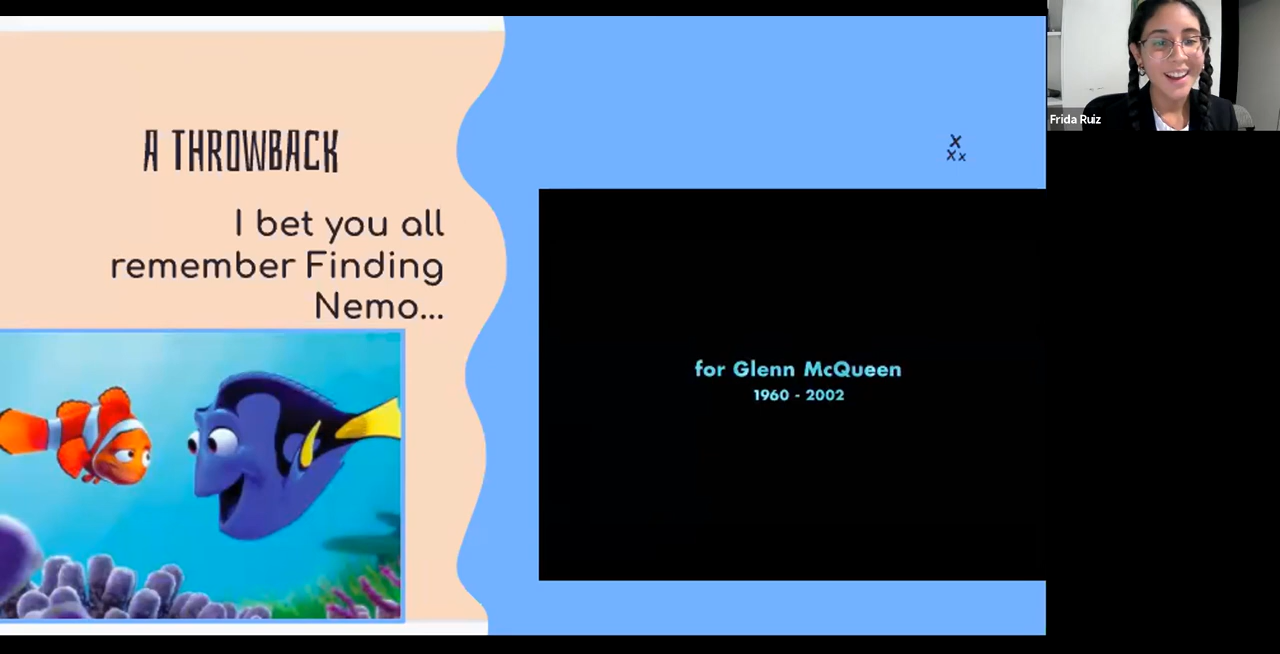 A THROWBACK
I bet you all
remember Finding
Nemo...
x
x x
for Glenn McQueen
1960 - 2002
Frida Ruiz